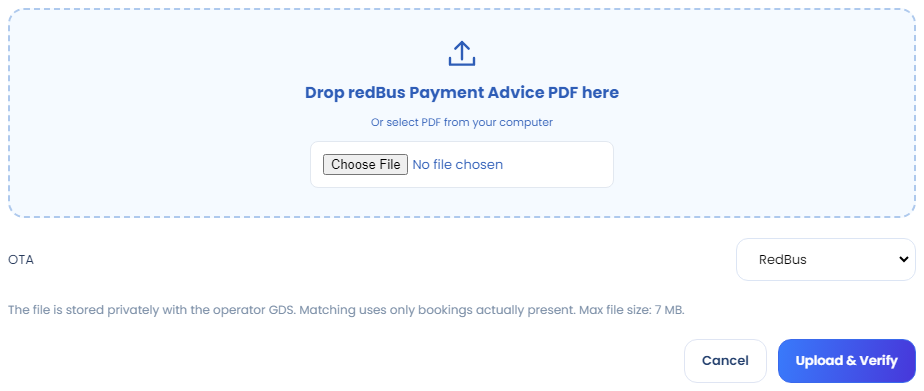 Drop redBus Payment Advice PDF here
Or select PDF from your computer
Choose File No file chosen
OTA
RedBus
The file is stored privately with the operator GDS. Matching uses only bookings actually present. Max file size: 7 MB.
Cancel
Upload & Verify